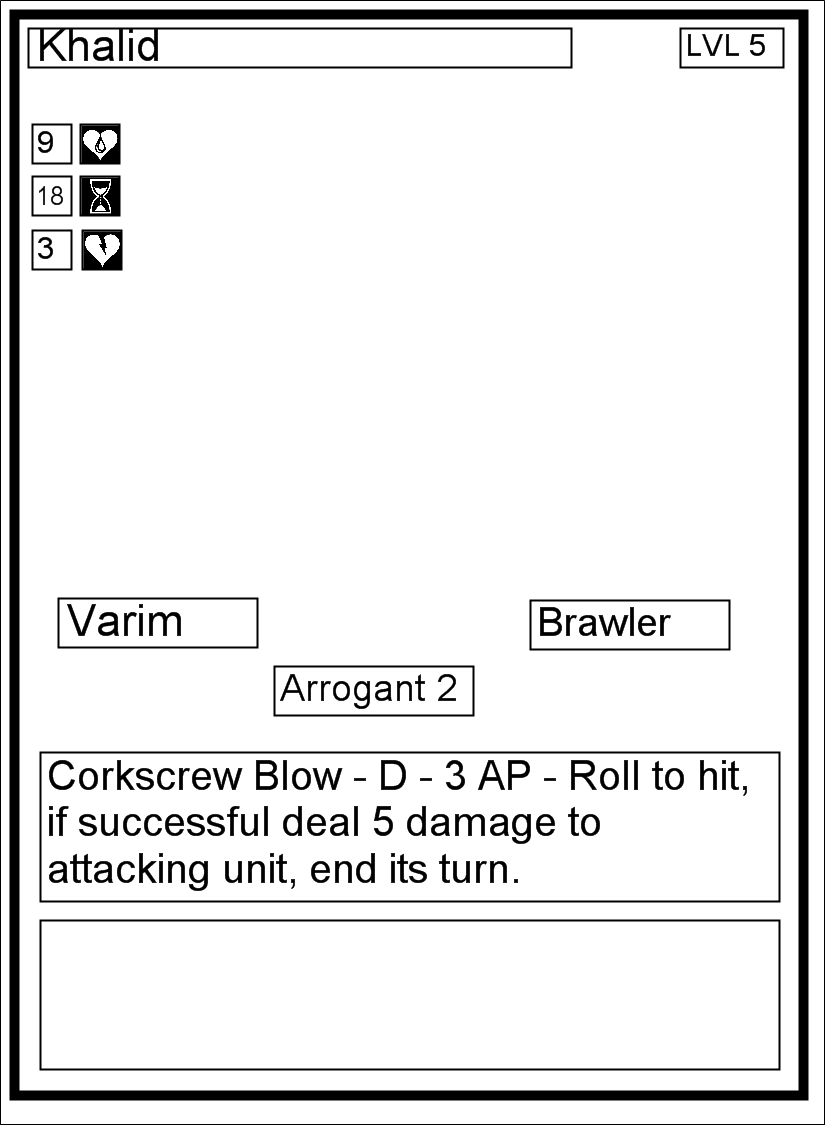 Khalid
LVL 5
9
18
3
Varim
Brawler
Arrogant 2
Corkscrew Blow - D - 3 AP - Roll to hit,
if successful deal 5 damage to
attacking unit, end its turn.